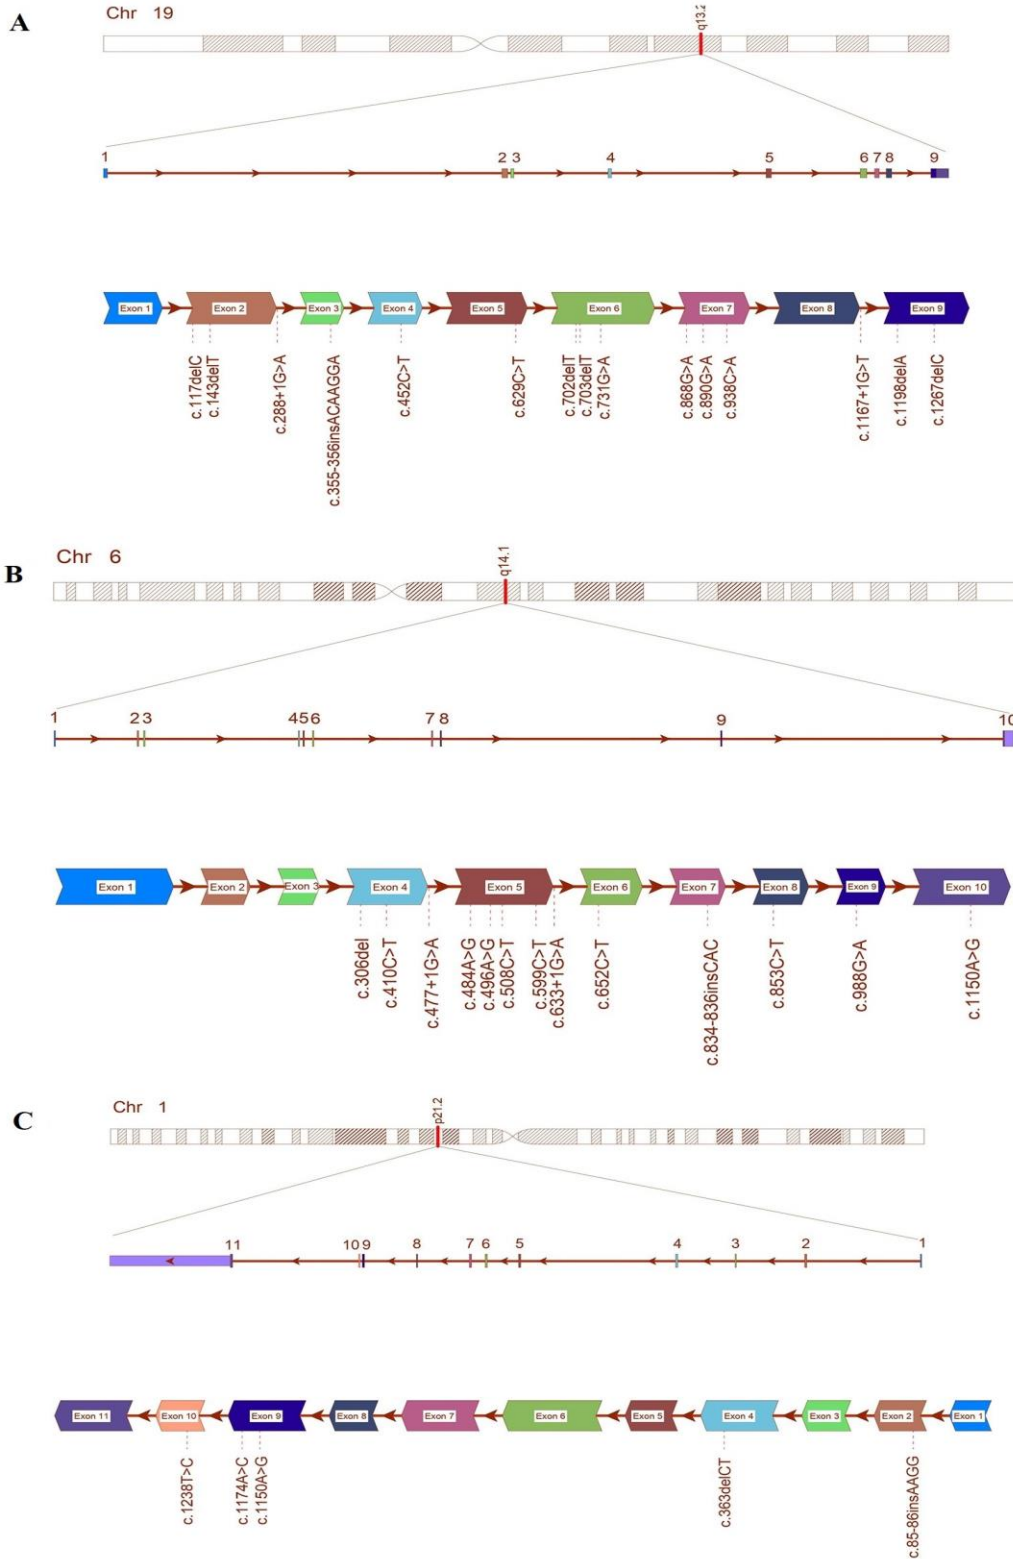 A
Chr 19
q13.2
1 2 3 4 5 6 7 8 9
Exon 1 Exon 2 Exon 3 Exon 4 Exon 5 Exon 6 Exon 7 Exon 8 Exon 9
c.117delC
c.143delT
c.288+1G>A
c.355-356insACAAGGA
c.452C>T
c.629C>T
c.702delT
c.703delT
c.731G>A
c.868G>A
c.890G>A
c.938C>A
c.1167+1G>T
c.1198delA
c.1267delC
B
Chr 6
q14.1
1 2 3 4 5 6 7 8 9 10
Exon 1 Exon 2 Exon 3 Exon 4 Exon 5 Exon 6 Exon 7 Exon 8 Exon 9 Exon 10
c.306del
c.410C>T
c.477+1G>A
c.484A>G
c.496A>G
c.508C>T
c.599C>T
c.633+1G>A
c.652C>T
c.834-836insCAC
c.853C>T
c.988G>A
c.1150A>G
C
Chr 1
p21.2
11 10 9 8 7 6 5 4 3 2 1
Exon 11 Exon 10 Exon 9 Exon 8 Exon 7 Exon 6 Exon 5 Exon 4 Exon 3 Exon 2 Exon 1
c.1238T>C
c.1174A>C
c.1150A>G
c.363delCT
c.85-86insAAGG